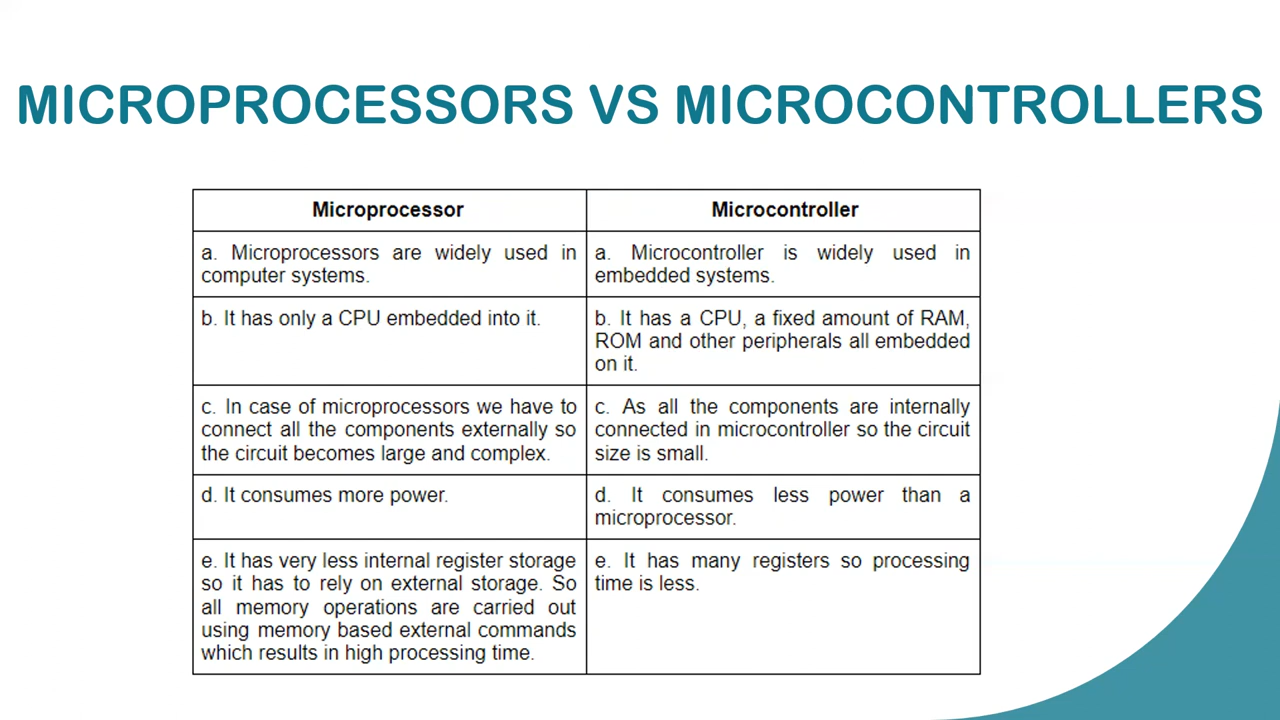 MICROPROCESSORS VS MICROCONTROLLERS
Microprocessor
Microcontroller
a. Microprocessors are widely used in
computer systems.
a. Microcontroller is widely used in
embedded systems.
b. It has only a CPU embedded into it.
b. It has a CPU, a fixed amount of RAM,
ROM and other peripherals all embedded
on it.
c. In case of microprocessors we have to
connect all the components externally so
the circuit becomes large and complex.
c. As all the components are internally
connected in microcontroller so the circuit
size is small.
d. It consumes more power.
d. It consumes less power than a
microprocessor.
e. It has very less internal register storage
so it has to rely on external storage. So
all memory operations are carried out
using memory based external commands
which results in high processing time.
e. It has many registers so processing
time is less.